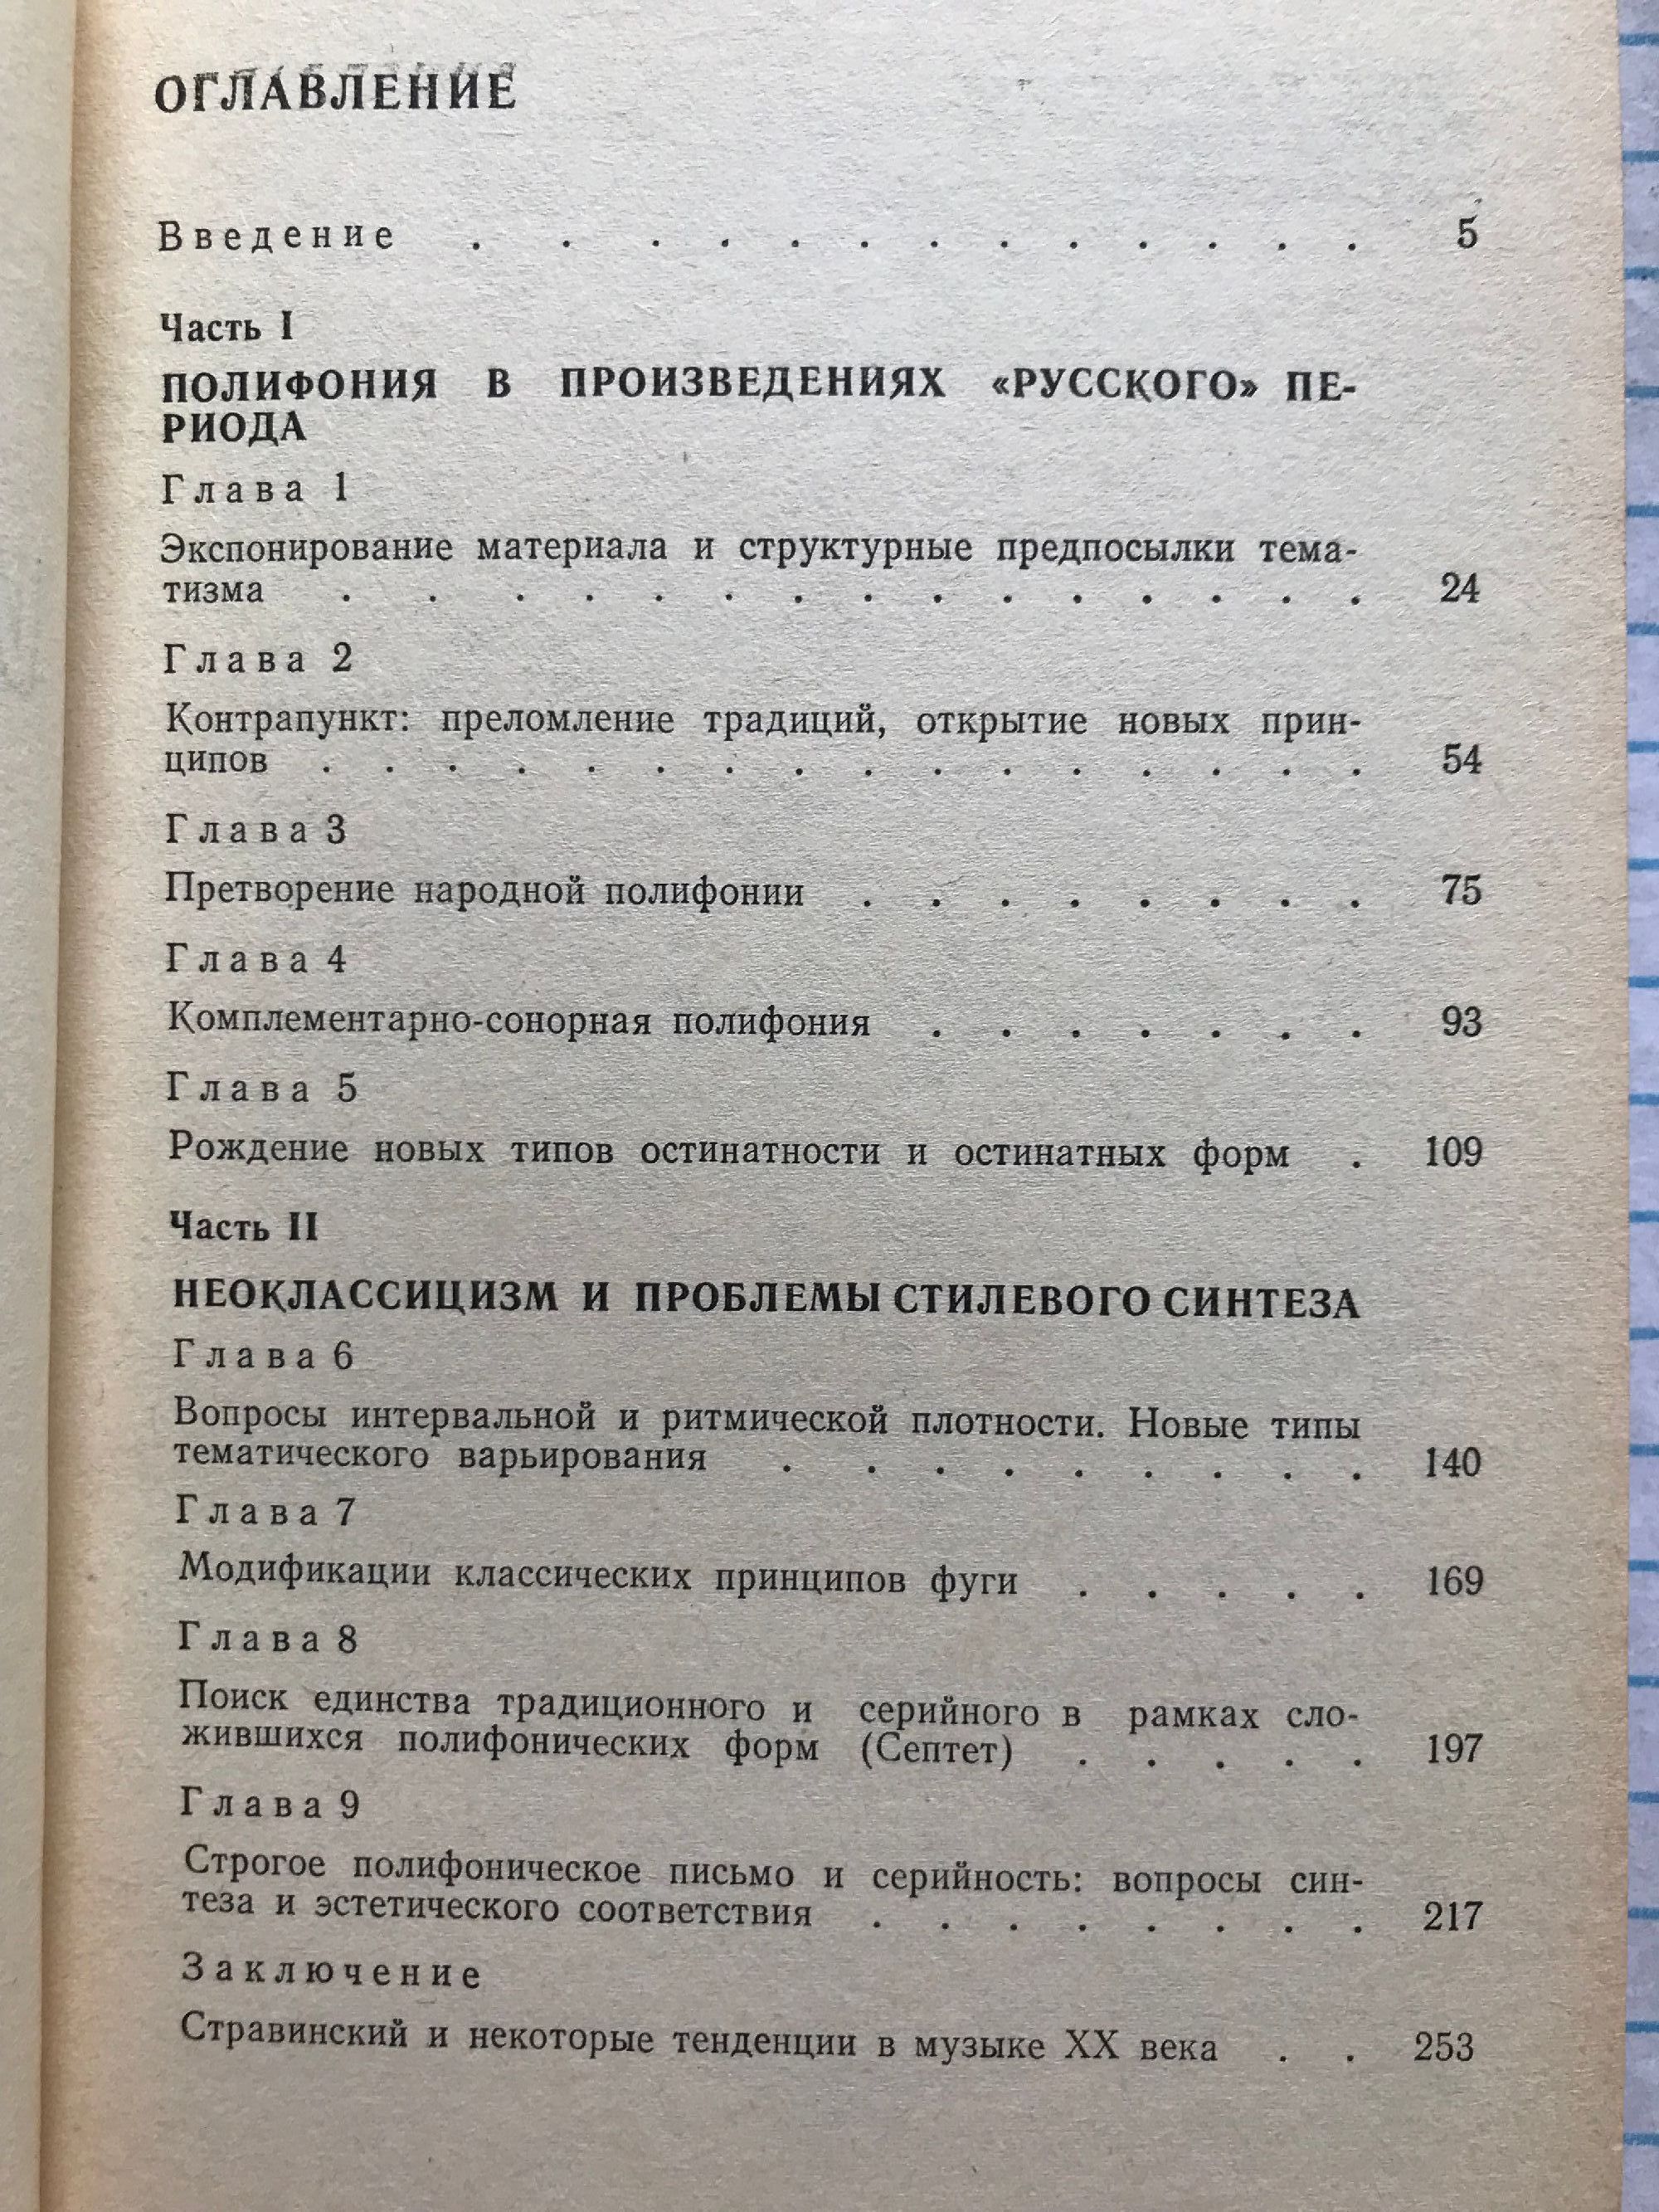 ОГЛАВЛЕНИЕ
Введение . . . . . . . . . . . . . 5
Часть I
ПОЛИФОНИЯ В ПРОИЗВЕДЕНИЯХ «РУССКОГО» ПЕ-
РИОДА
Глава 1
Экспонирование материала и структурные предпосылки тема-
тизма . . . . . . . . . . . . . . . 24
Глава 2
Контрапункт: преломление традиций, открытие новых прин-
ципов . . . . . . . . . . . . . . . . 54
Глава 3
Претворение народной полифонии . . . . . . . . 75
Глава 4
Комплементарно-сонорная полифония . . . . . . . 93
Глава 5
Рождение новых типов остинатности и остинатных форм . 109
Часть II
НЕОКЛАССИЦИЗМ И ПРОБЛЕМЫ СТИЛЕВОГО СИНТЕЗА
Глава 6
Вопросы интервальной и ритмической плотности. Новые типы
тематического варьирования . . . . . . . . . 140
Глава 7
Модификации классических принципов фуги . . . . . 169
Глава 8
Поиск единства традиционного и серийного в рамках сло-
жившихся полифонических форм (Септет) . . . . . 197
Глава 9
Строгое полифоническое письмо и серийность: вопросы син-
теза и эстетического соответствия . . . . . . . . 217
Заключение
Стравинский и некоторые тенденции в музыке XX века . . 253